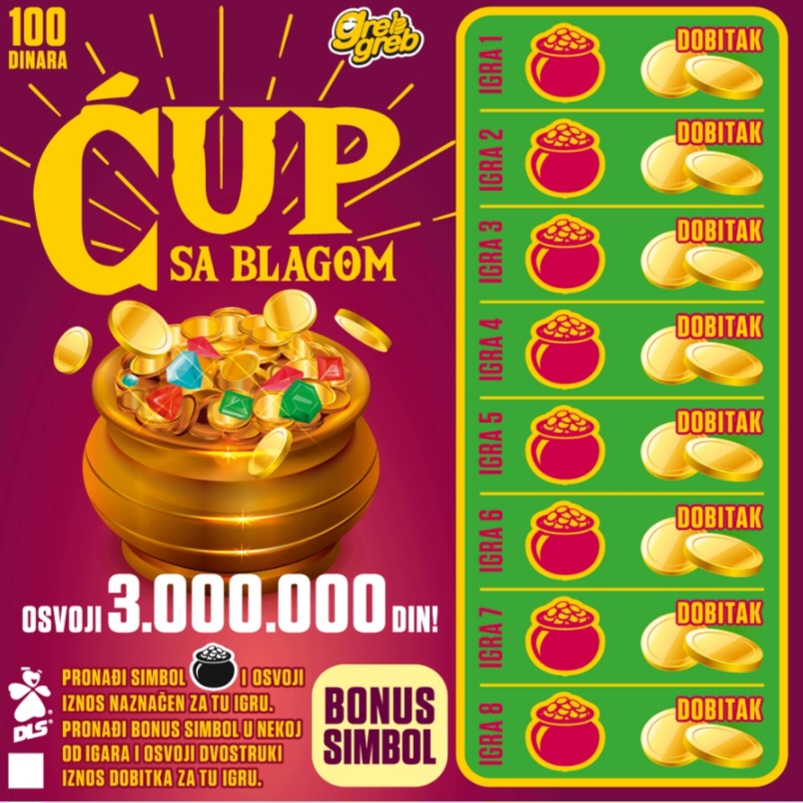 100
DINARA
greb
greb
ĆUP
SA BLAGOM
OSVOJI 3.000.000 DIN!
PRONAĐI SIMBOL I OSVOJI
IZNOS NAZNAČEN ZA TU IGRU.
PRONAĐI BONUS SIMBOL U NEKOJ
OD IGARA I OSVOJI DVOSTRUKI
IZNOS DOBITKA ZA TU IGRU.
DLS
BONUS
SIMBOL
IGRA 1
DOBITAK
IGRA 2
DOBITAK
IGRA 3
DOBITAK
IGRA 4
DOBITAK
IGRA 5
DOBITAK
IGRA 6
DOBITAK
IGRA 7
DOBITAK
IGRA 8
DOBITAK